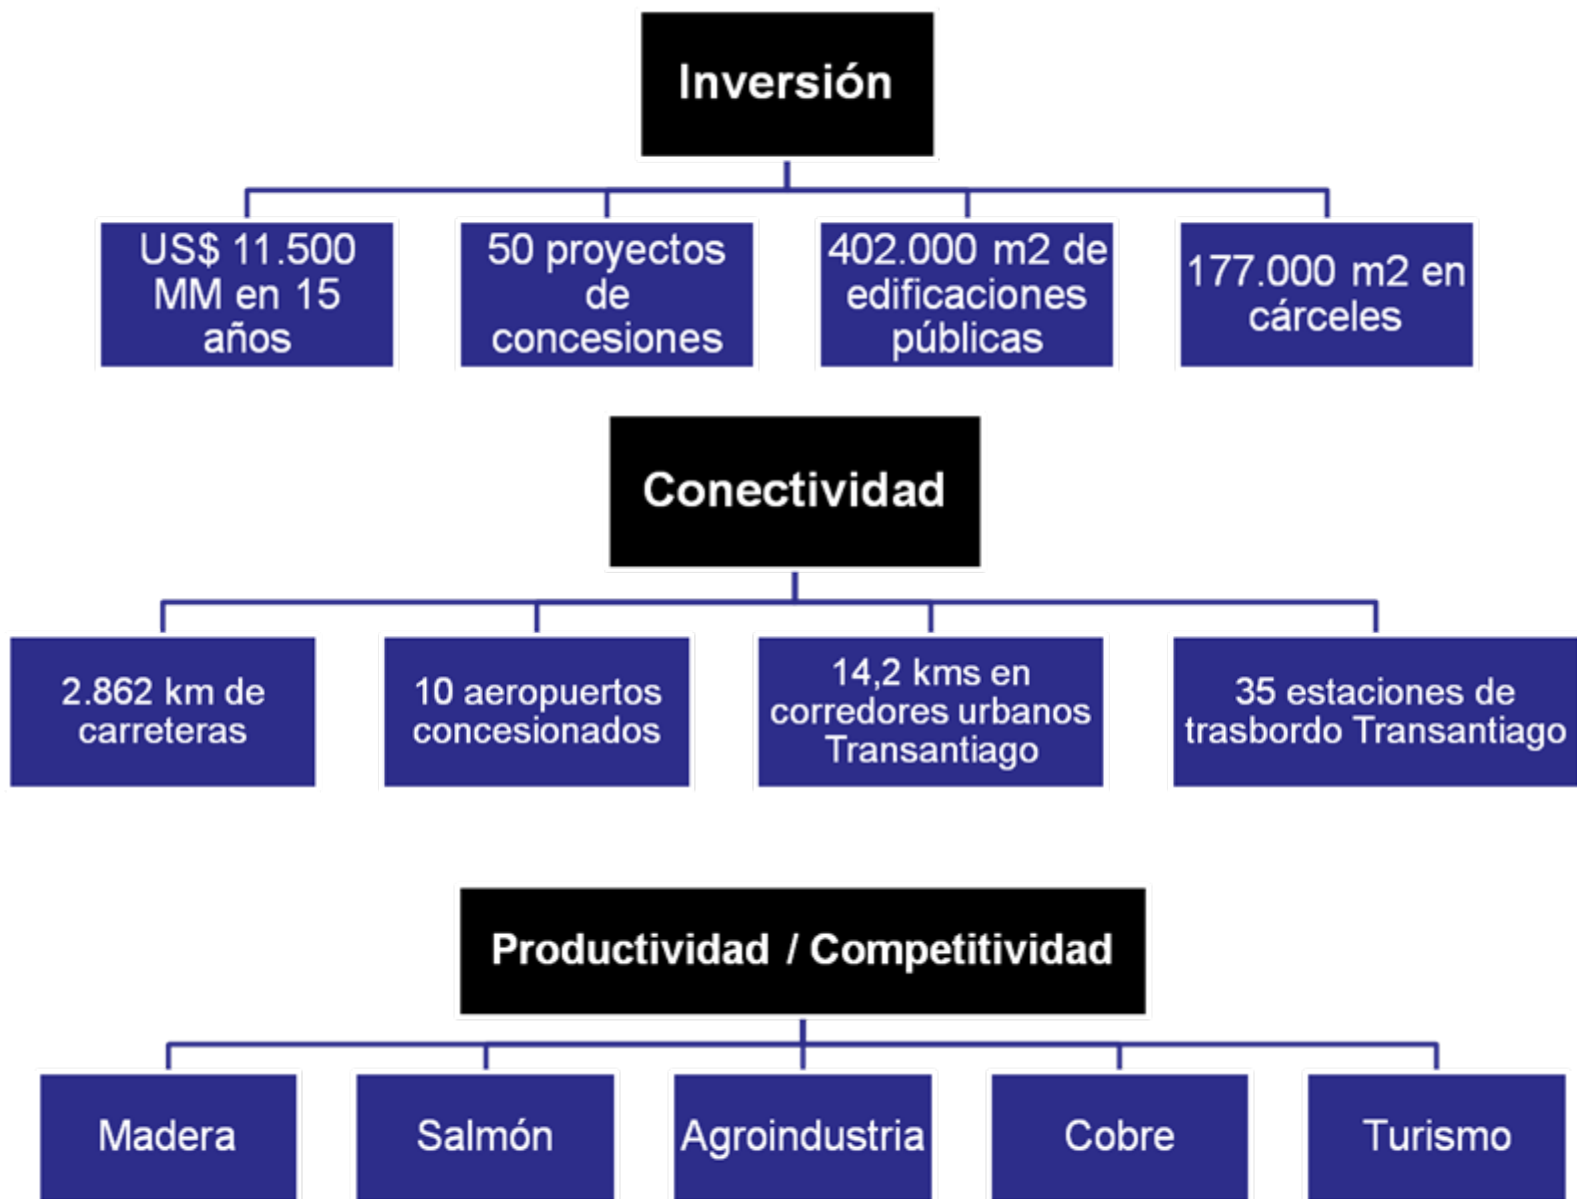 Inversión
US$ 11.500
MM en 15
años
50 proyectos
de
concesiones
402.000 m2 de
edificaciones
públicas
177.000 m2 en
cárceles
Conectividad
2.862 km de
carreteras
10 aeropuertos
concesionados
14,2 kms en
corredores urbanos
Transantiago
35 estaciones de
trasbordo Transantiago
Productividad / Competitividad
Madera
Salmón
Agroindustria
Cobre
Turismo